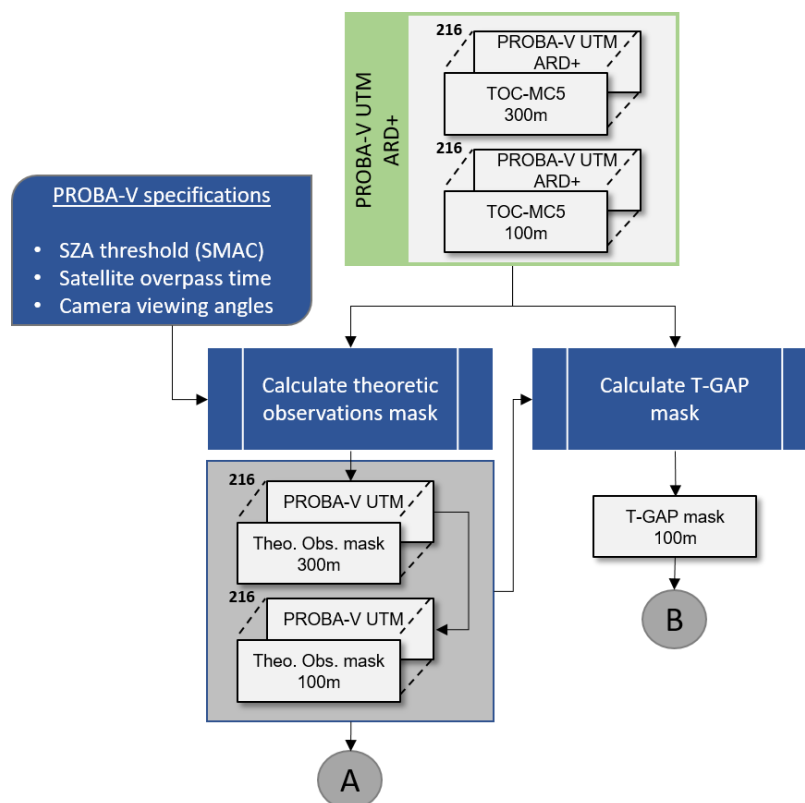 216
PROBA-V UTM
ARD+
TOC-MC5
300m
216
PROBA-V UTM
ARD+
TOC-MC5
100m
PROBA-V UTM
ARD+
PROBA-V specifications
• SZA threshold (SMAC)
• Satellite overpass time
• Camera viewing angles
Calculate theoretic
observations mask
Calculate T-GAP
mask
216
PROBA-V UTM
Theo. Obs. mask
300m
216
PROBA-V UTM
Theo. Obs. mask
100m
T-GAP mask
100m
B
A